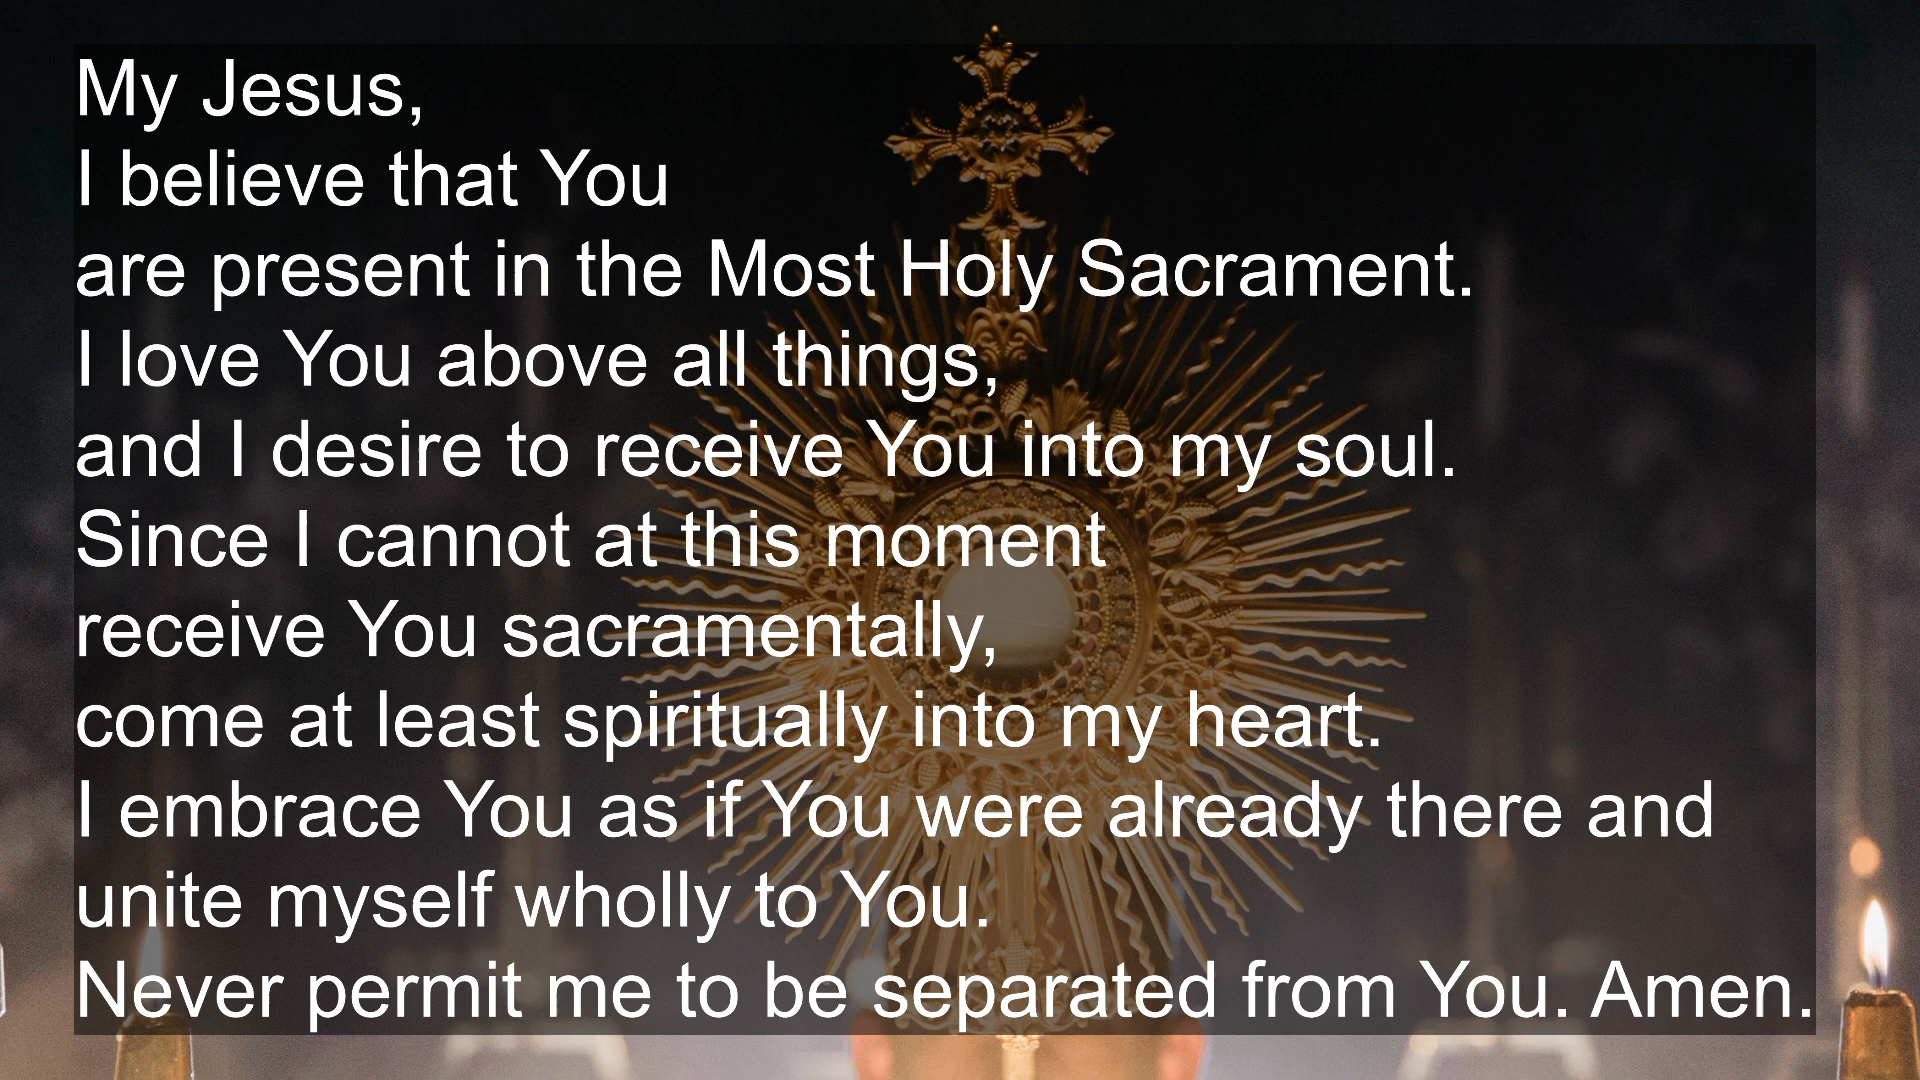 My Jesus,
I believe that You
are present in the Most Holy Sacrament.
I love You above all things,
and I desire to receive You into my soul.
Since I cannot at this moment
receive You sacramentally,
come at least spiritually into my heart.
I embrace You as if You were already there and
unite myself wholly to You.
Never permit me to be separated from You. Amen.